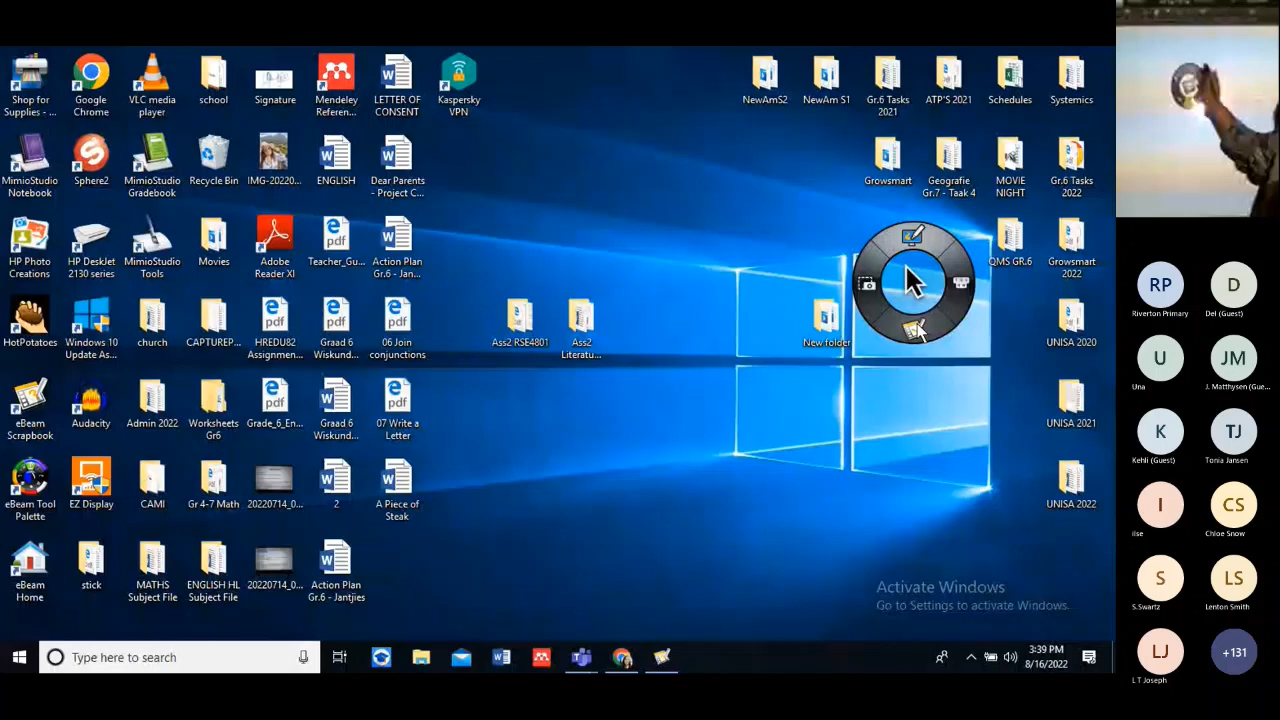 Shop for
Supplies - ...
Google
Chrome
VLC media
player
school
Signature
Mendeley
Referen...
LETTER OF
CONSENT
Kaspersky
VPN
NewAmS2
NewAm S1
Gr.6 Tasks
2021
ATP'S 2021
Schedules
Systemics
MimioStudio
Notebook
Sphere2
MimioStudio
Gradebook
Recycle Bin
IMG-20220...
ENGLISH
Dear Parents
- Project C...
Growsmart
Geografie
Gr.7 - Taak 4
MOVIE
NIGHT
Gr.6 Tasks
2022
HP Photo
Creations
HP DeskJet
2130 series
MimioStudio
Tools
Movies
Adobe
Reader XI
pdf
Teacher_Gu...
Action Plan
Gr.6 - Jan...
QMS GR.6
Growsmart
2022
HotPotatoes
Windows 10
Update As...
church
CAPTUREP...
pdf
HREDU82
Assignmen...
pdf
Graad 6
Wiskund...
pdf
06 Join
conjunctions
Ass2 RSE4801
Ass2
Literatu...
New folder
UNISA 2020
eBeam
Scrapbook
Audacity
Admin 2022
Worksheets
Gr6
pdf
Grade_6_En...
Graad 6
Wiskund...
pdf
07 Write a
Letter
UNISA 2021
eBeam Tool
Palette
EZ Display
CAMI
Gr 4-7 Math
20220714_0...
2
A Piece of
Steak
UNISA 2022
eBeam
Home
stick
MATHS
Subject File
ENGLISH HL
Subject File
20220714_0...
Action Plan
Gr.6 - Jantjies
Activate Windows
Go to Settings to activate Windows.
Type here to search
3:39 PM
8/16/2022
RP
Riverton Primary
D
Del (Guest)
U
Una
JM
J. Matthysen (Gue...
K
Kehli (Guest)
TJ
Tonia Jansen
I
ilse
CS
Chloe Snow
S
S.Swartz
LS
Lenton Smith
LJ
L T Joseph
+131